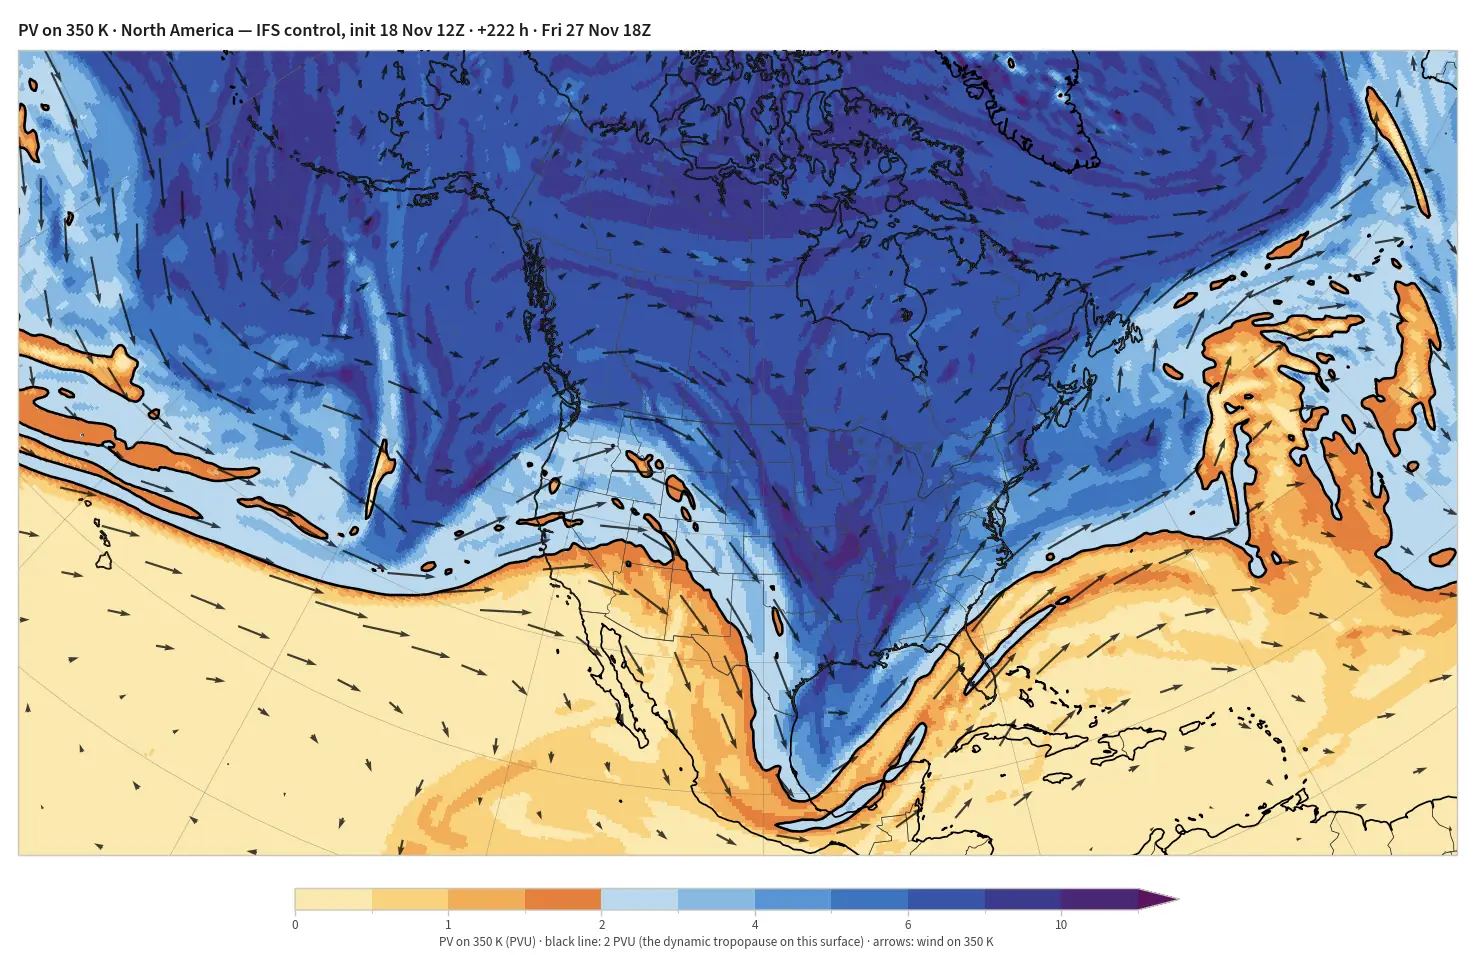 PV on 350 K · North America — IFS control, init 18 Nov 12Z · +222 h · Fri 27 Nov 18Z
0 1 2 4 6 10
PV on 350 K (PVU) · black line: 2 PVU (the dynamic tropopause on this surface) · arrows: wind on 350 K